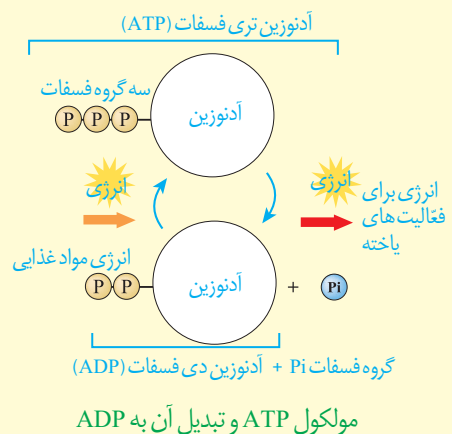 آدنوزین تری فسفات (ATP)
سه گروه فسفات
آدنوزین
P P P
انرژی
انرژی
انرژی برای
فعّالیت‌های
یاخته
انرژی مواد غذایی
آدنوزین
P P
+ Pi
گروه فسفات Pi + آدنوزین دی فسفات (ADP)
مولکول ATP و تبدیل آن به ADP